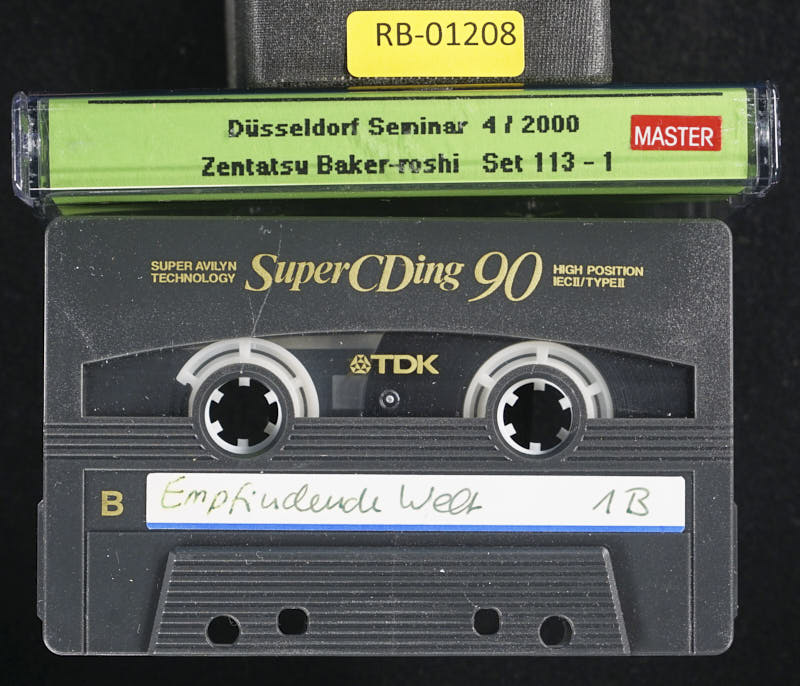 RB-01208
Düsseldorf Seminar 4 / 2000
Zentatsu Baker-roshi Set 113 - 1
MASTER
SUPER AVILYN
TECHNOLOGY
SuperCDing 90
HIGH POSITION
IECII/TYPEII
TDK
B
Empfindende Welt 1B